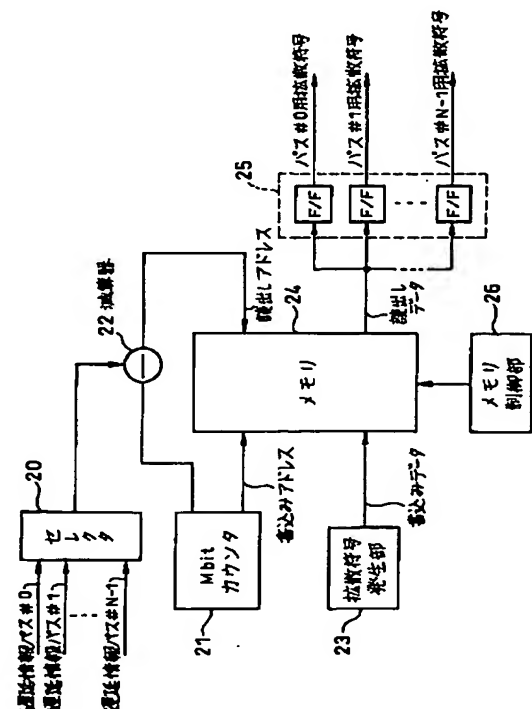 遅延情報パス#0
遅延情報パス#1
遅延情報パス#N-1
20
セレクタ
22 減算器
21
Mbit
カウンタ
書込みアドレス
読出しアドレス
24
メモリ
23
拡散符号
発生部
書込みデータ
読出し
データ
26
メモリ
制御部
25
F/F
F/F
F/F
パス#0用拡散符号
パス#1用拡散符号
パス#N-1用拡散符号